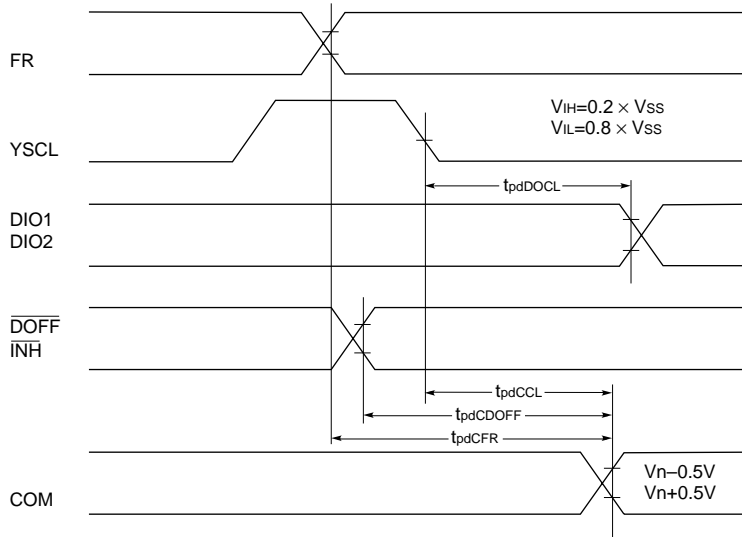 FR
YSCL
VIH=0.2 × VSS
VIL=0.8 × VSS
tpdDOCL
DIO1
DIO2
DOFF
INH
tpdCCL
tpdCDOFF
tpdCFR
COM
Vn–0.5V
Vn+0.5V